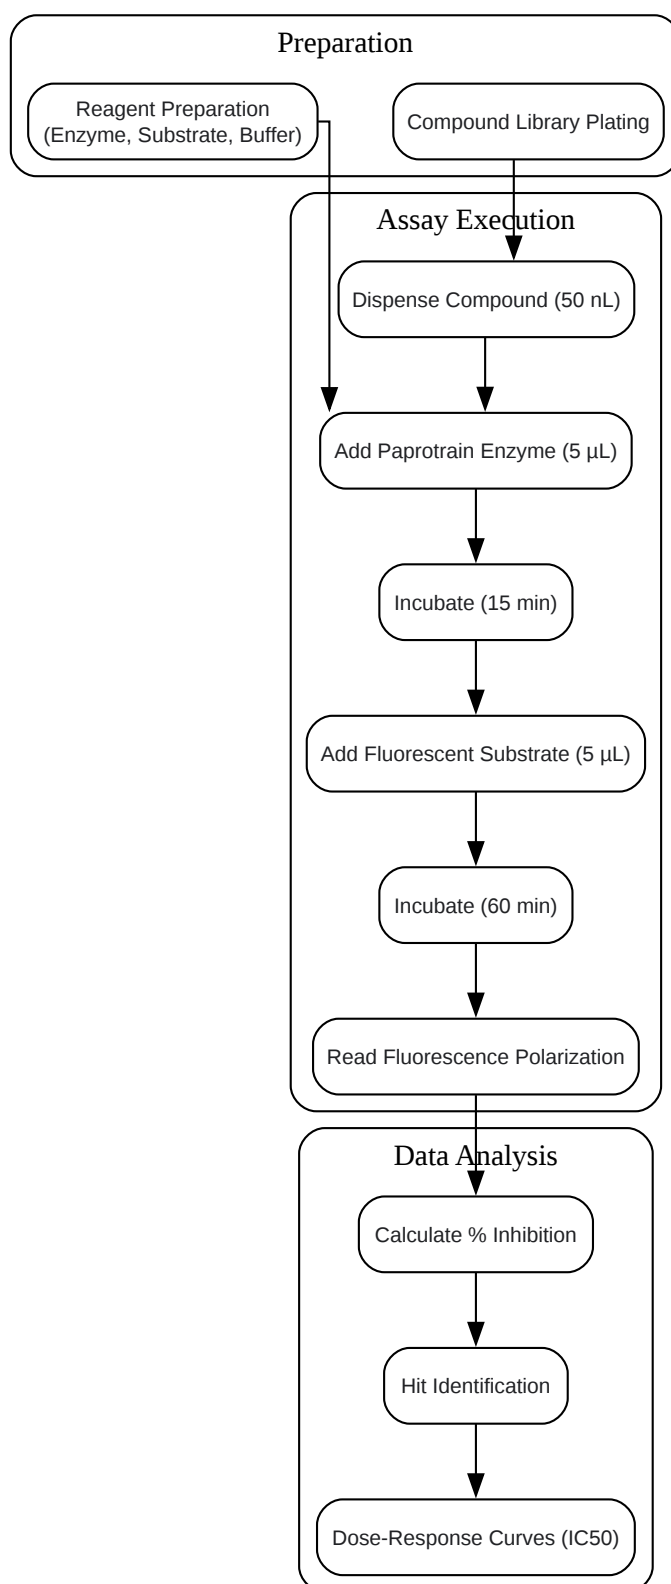 Preparation
Reagent Preparation
(Enzyme, Substrate, Buffer)
Compound Library Plating
Assay Execution
Dispense Compound (50 nL)
Add Paprotrain Enzyme (5 µL)
Incubate (15 min)
Add Fluorescent Substrate (5 µL)
Incubate (60 min)
Read Fluorescence Polarization
Data Analysis
Calculate % Inhibition
Hit Identification
Dose-Response Curves (IC50)